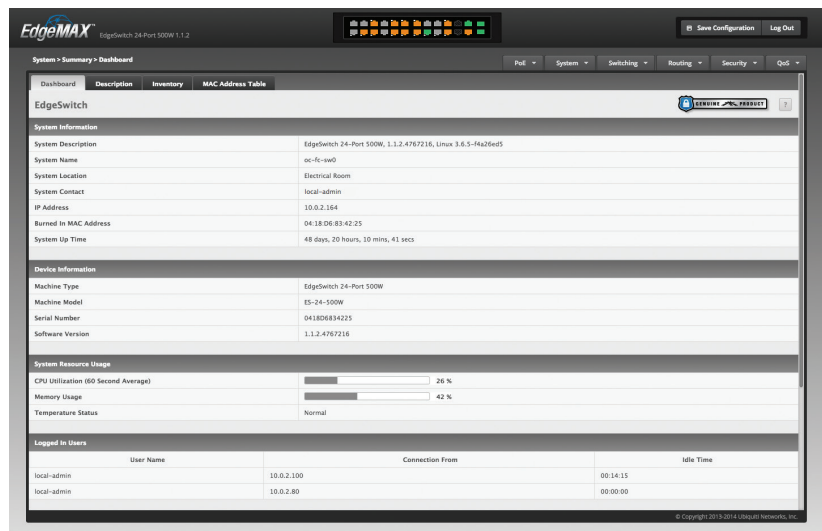 EdgeMAX™ EdgeSwitch 24-Port 500W 1.1.2
Save Configuration Log Out
System > Summary > Dashboard
PoE System Switching Routing Security QoS
Dashboard Description Inventory MAC Address Table
EdgeSwitch
GENUINE PRODUCT ?
System Information
System Description EdgeSwitch 24-Port 500W, 1.1.2.4767216, Linux 3.6.5-f4a26ed5
System Name oc-fc-sw0
System Location Electrical Room
System Contact local-admin
IP Address 10.0.2.164
Burned In MAC Address 04:18:D6:83:42:25
System Up Time 48 days, 20 hours, 10 mins, 41 secs
Device Information
Machine Type EdgeSwitch 24-Port 500W
Machine Model ES-24-500W
Serial Number 0418D6834225
Software Version 1.1.2.4767216
System Resource Usage
CPU Utilization (60 Second Average) 26 %
Memory Usage 42 %
Temperature Status Normal
Logged In Users
User Name Connection From Idle Time
local-admin 10.0.2.100 00:14:15
local-admin 10.0.2.80 00:00:00
© Copyright 2013-2014 Ubiquiti Networks, Inc.